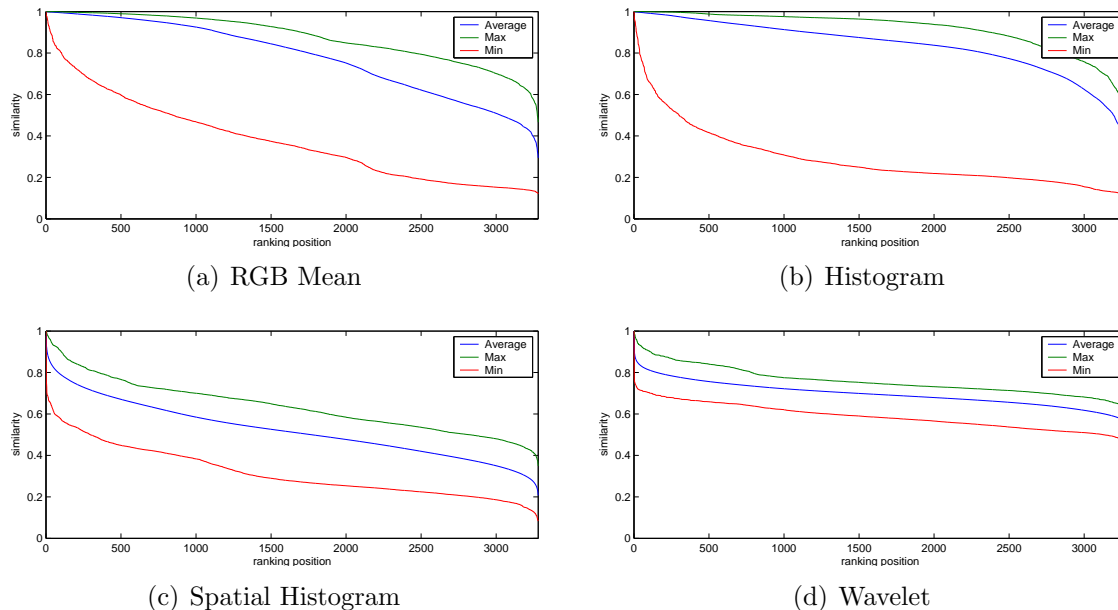 1
0.8
0.6
0.4
0.2
0
0 500 1000 1500 2000 2500 3000
similarity
ranking position
Average
Max
Min
(a) RGB Mean
1
0.8
0.6
0.4
0.2
0
0 500 1000 1500 2000 2500 3000
similarity
ranking position
Average
Max
Min
(b) Histogram
1
0.8
0.6
0.4
0.2
0
0 500 1000 1500 2000 2500 3000
similarity
ranking position
Average
Max
Min
(c) Spatial Histogram
1
0.8
0.6
0.4
0.2
0
0 500 1000 1500 2000 2500 3000
similarity
ranking position
Average
Max
Min
(d) Wavelet